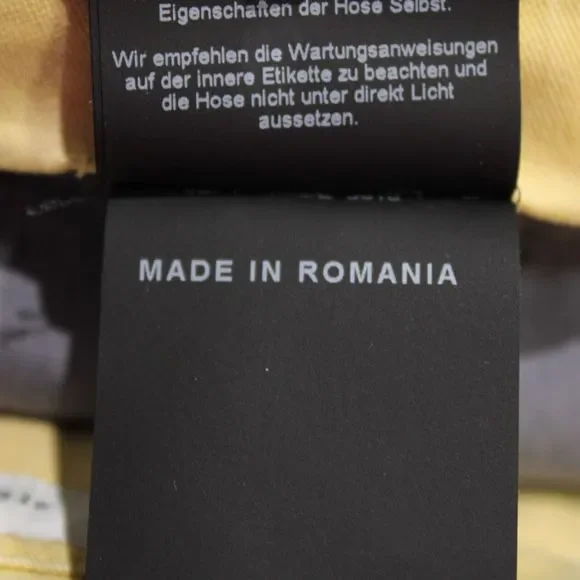 Eigenschaften der Hose Selbst.
Wir empfehlen die Wartungsanweisungen
auf der innere Etikette zu beachten und
die Hose nicht unter direkt Licht
aussetzen.
MADE IN ROMANIA